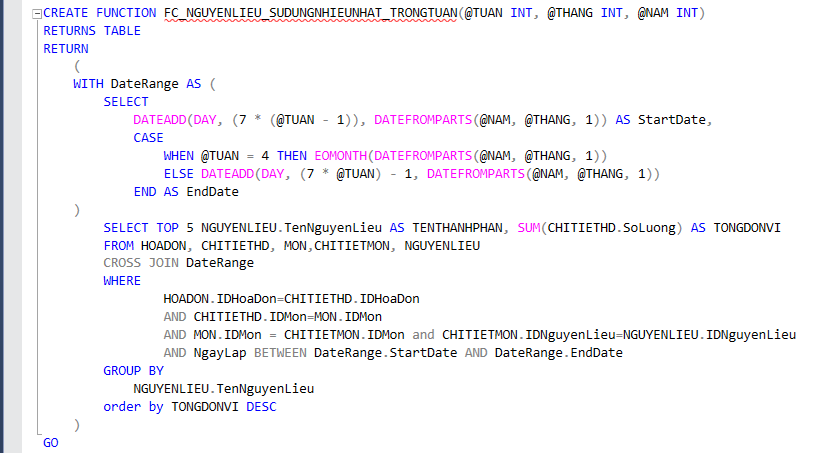 CREATE FUNCTION FC_NGUYENLIEU_SUDUNGNHIEUNHAT_TRONGTUAN(@TUAN INT, @THANG INT, @NAM INT)
RETURNS TABLE
RETURN
(
WITH DateRange AS (
SELECT
DATEADD(DAY, (7 * (@TUAN - 1)), DATEFROMPARTS(@NAM, @THANG, 1)) AS StartDate,
CASE
WHEN @TUAN = 4 THEN EOMONTH(DATEFROMPARTS(@NAM, @THANG, 1))
ELSE DATEADD(DAY, (7 * @TUAN) - 1, DATEFROMPARTS(@NAM, @THANG, 1))
END AS EndDate
)
SELECT TOP 5 NGUYENLIEU.TenNguyenLieu AS TENTHANHPHAN, SUM(CHITIETHD.SoLuong) AS TONGDONVI
FROM HOADON, CHITIETHD, MON,CHITIETMON, NGUYENLIEU
CROSS JOIN DateRange
WHERE
HOADON.IDHoaDon=CHITIETHD.IDHoaDon
AND CHITIETHD.IDMon=MON.IDMon
AND MON.IDMon = CHITIETMON.IDMon and CHITIETMON.IDNguyenLieu=NGUYENLIEU.IDNguyenLieu
AND NgayLap BETWEEN DateRange.StartDate AND DateRange.EndDate
GROUP BY
NGUYENLIEU.TenNguyenLieu
order by TONGDONVI DESC
)
GO